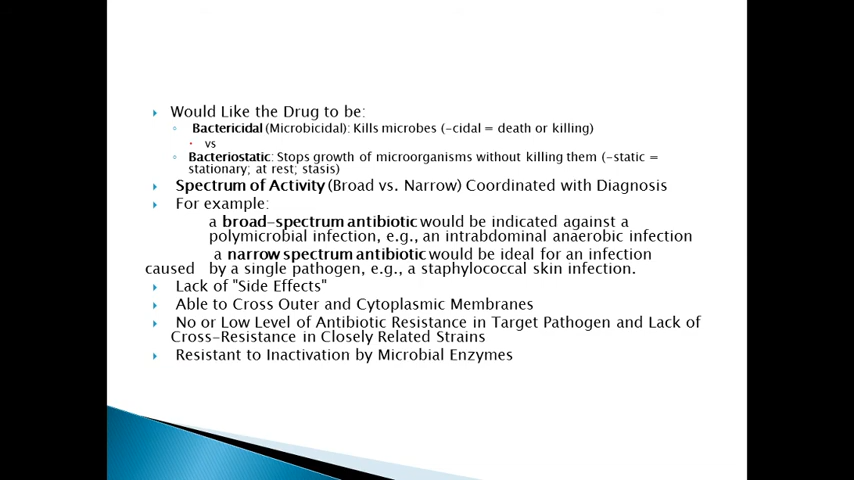 Would Like the Drug to be:
Bactericidal (Microbicidal): Kills microbes (-cidal = death or killing)
vs
Bacteriostatic: Stops growth of microorganisms without killing them (-static =
stationary; at rest; stasis)
Spectrum of Activity (Broad vs. Narrow) Coordinated with Diagnosis
For example:
a broad-spectrum antibiotic would be indicated against a
polymicrobial infection, e.g., an intrabdominal anaerobic infection
a narrow spectrum antibiotic would be ideal for an infection
caused by a single pathogen, e.g., a staphylococcal skin infection.
Lack of "Side Effects"
Able to Cross Outer and Cytoplasmic Membranes
No or Low Level of Antibiotic Resistance in Target Pathogen and Lack of
Cross-Resistance in Closely Related Strains
Resistant to Inactivation by Microbial Enzymes